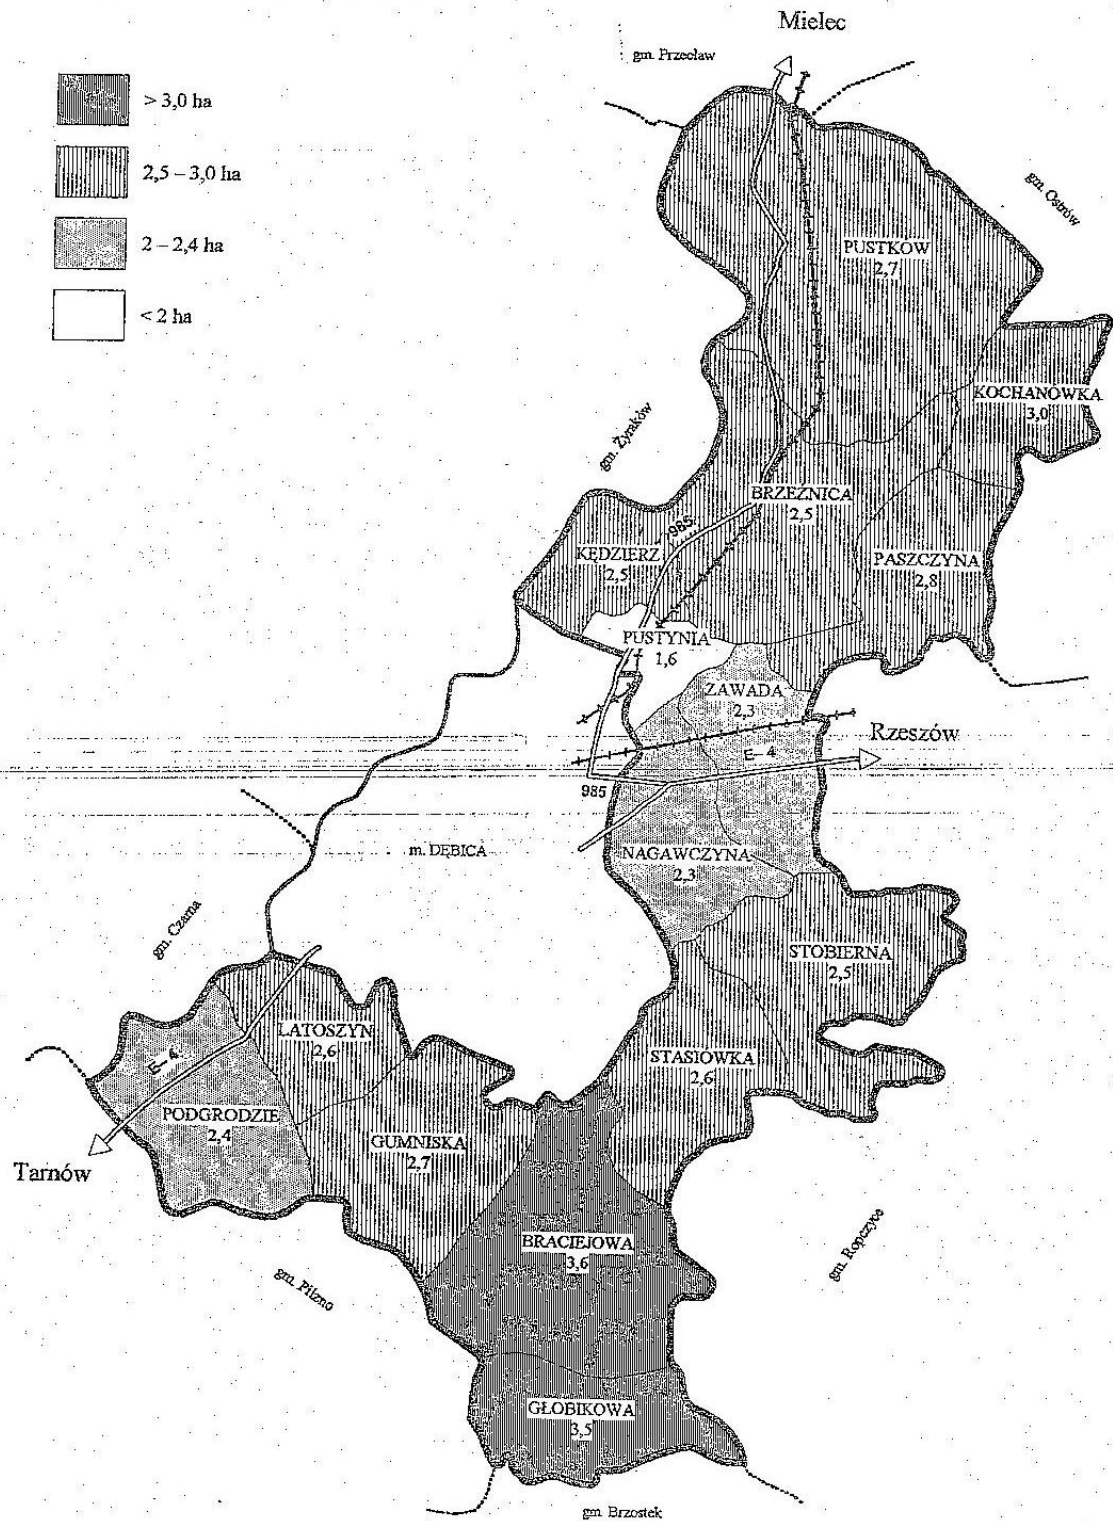 Mielec
gm. Przecław
> 3,0 ha
2,5 – 3,0 ha
2 – 2,4 ha
< 2 ha
gm. Ostrów
PUSTKÓW
2,7
KOCHANÓWKA
3,0
gm. Żyraków
BRZEŹNICA
2,5
985
KĘDZIERZ
2,5
PASZCZYNA
2,8
PUSTYNIA
1,6
ZAWADA
2,3
Rzeszów
E-4
985
m. DĘBICA
NAGAWCZYNA
2,3
gm. Czarna
STOBIERNA
2,5
LATOSZYN
2,6
STASIÓWKA
2,6
E-4
PODGRODZIE
2,4
GUMNISKA
2,7
Tarnów
BRACIEJOWA
3,6
gm. Ropczyce
gm. Pilzno
GŁOBIKOWA
3,5
gm. Brzostek